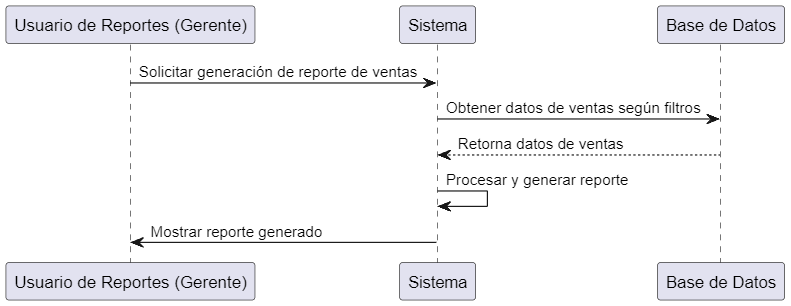 Usuario de Reportes (Gerente)
Sistema
Base de Datos
Solicitar generación de reporte de ventas
Obtener datos de ventas según filtros
Retorna datos de ventas
Procesar y generar reporte
Mostrar reporte generado
Usuario de Reportes (Gerente)
Sistema
Base de Datos